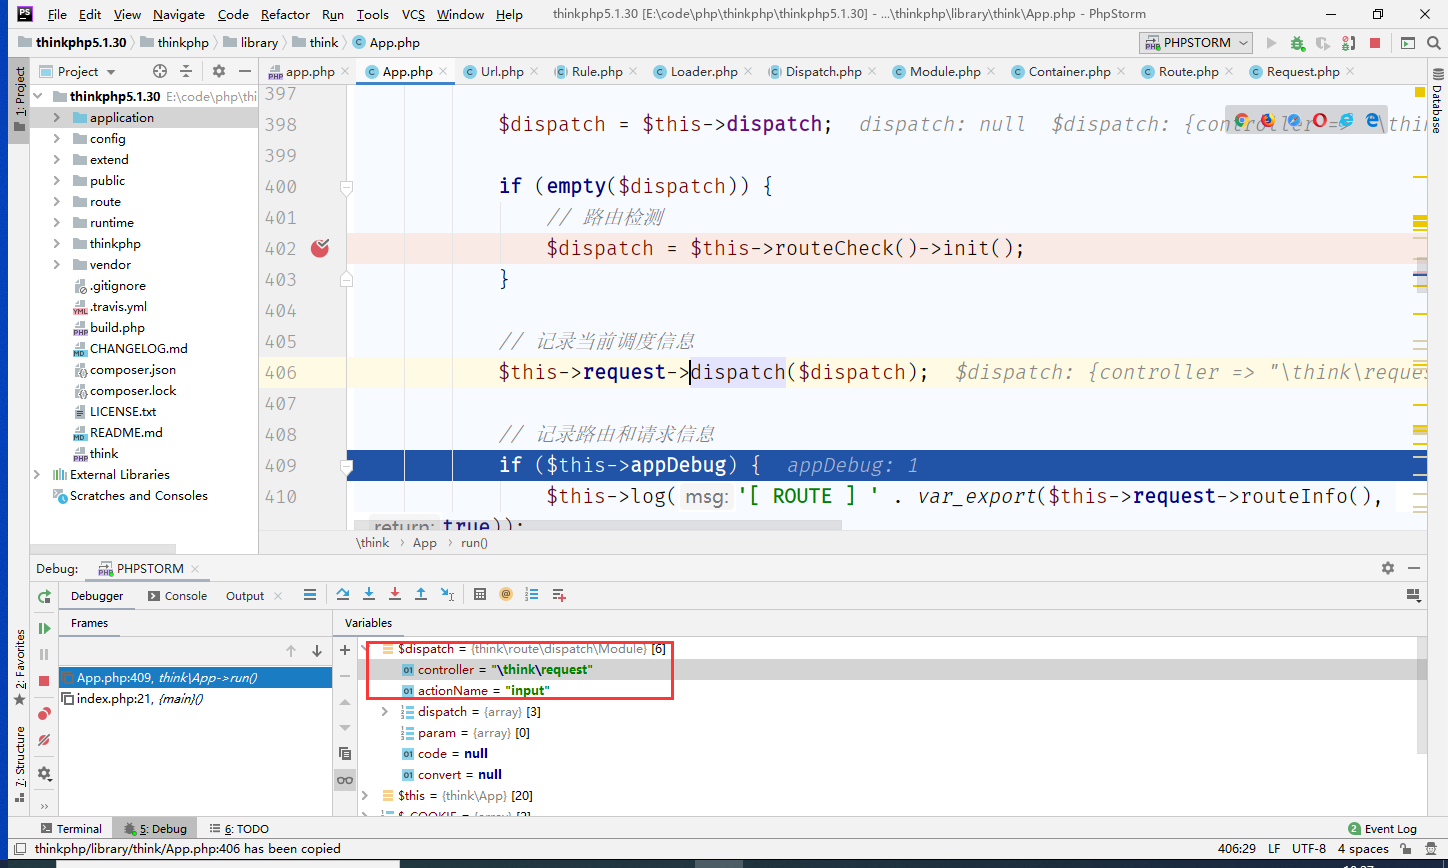 File Edit View Navigate Code Refactor Run Tools VCS Window Help thinkphp5.1.30 [E:\code\php\thinkphp\thinkphp5.1.30] - ...\thinkphp\library\think\App.php - PhpStorm
thinkphp5.1.30 thinkphp library think App.php PHPSTORM
1: Project
Project
app.php App.php Url.php Rule.php Loader.php Dispatch.php Module.php Container.php Route.php Request.php
Database
thinkphp5.1.30 E:\code\php\thi
application
config
extend
public
route
runtime
thinkphp
vendor
.gitignore
.travis.yml
build.php
CHANGELOG.md
composer.json
composer.lock
LICENSE.txt
README.md
think
External Libraries
Scratches and Consoles
397
398 $dispatch = $this->dispatch; dispatch: null $dispatch: {controller => "\thin
399
400 if (empty($dispatch)) {
401 // 路由检测
402 $dispatch = $this->routeCheck()->init();
403 }
404
405 // 记录当前调度信息
406 $this->request->dispatch($dispatch); $dispatch: {controller => "\think\reques
407
408 // 记录路由和请求信息
409 if ($this->appDebug) { appDebug: 1
410 $this->log( msg: '[ ROUTE ] ' . var_export($this->request->routeInfo(),
return: true));
\think App run()
Debug: PHPSTORM
Debugger Console Output
Frames
Variables
App.php:409, think\App->run()
index.php:21, {main}()
$dispatch = {think\route\dispatch\Module} [6]
controller = "\think\request"
actionName = "input"
dispatch = {array} [3]
param = {array} [0]
code = null
convert = null
$this = {think\App} [20]
$_COOKIE = {array} [2]
2: Favorites
7: Structure
Terminal 5: Debug 6: TODO 2 Event Log
thinkphp/library/think/App.php:406 has been copied 406:29 LF UTF-8 4 spaces